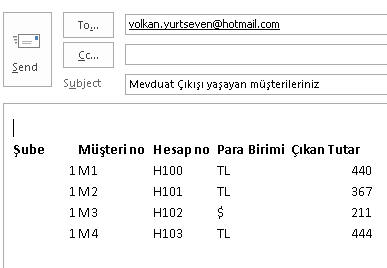 To...
volkan.yurtseven@hotmail.com
Send
Cc...
Subject
Mevduat Çıkışı yaşayan müşterileriniz
Şube Müşteri no Hesap no Para Birimi Çıkan Tutar
1 M1 H100 TL 440
1 M2 H101 TL 367
1 M3 H102 $ 211
1 M4 H103 TL 444